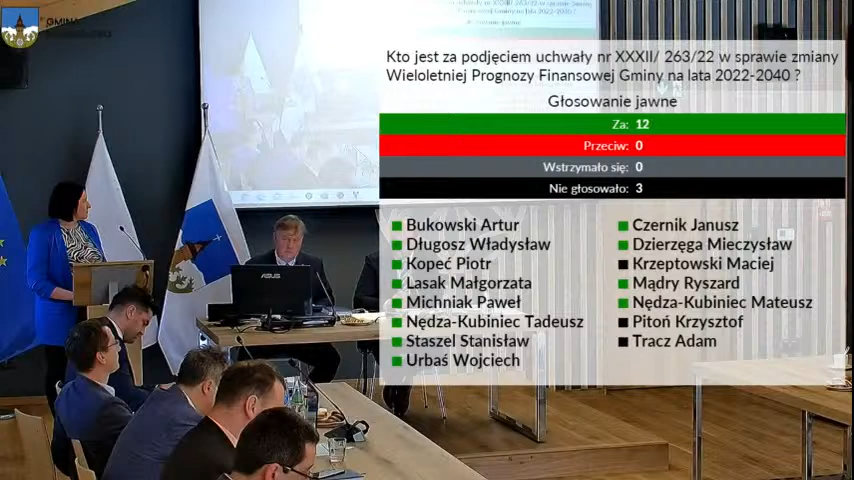 GMINA
Kto jest za podjęciem uchwały nr XXXII/ 263/22 w sprawie zmiany
Wieloletniej Prognozy Finansowej Gminy na lata 2022-2040 ?
Głosowanie jawne
Za: 12
Przeciw: 0
Wstrzymało się: 0
Nie głosowało: 3
Bukowski Artur
Długosz Władysław
Kopeć Piotr
Lasak Małgorzata
Michniak Paweł
Nędza-Kubiniec Tadeusz
Staszel Stanisław
Urbaś Wojciech
Czernik Janusz
Dzierzęga Mieczysław
Krzeptowski Maciej
Mądry Ryszard
Nędza-Kubiniec Mateusz
Pitoń Krzysztof
Tracz Adam
ASUS